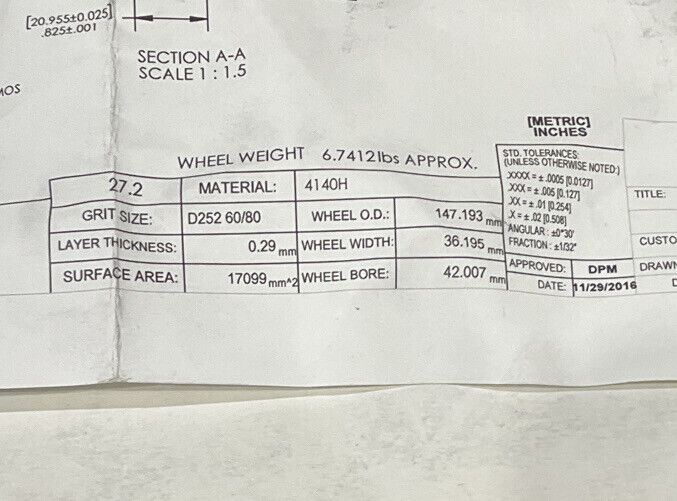 [20.955±0.025]
.825±.001
SECTION A-A
SCALE 1 : 1.5
MOS
WHEEL WEIGHT 6.7412lbs APPROX.
27.2 MATERIAL: 4140H
GRIT SIZE: D252 60/80 WHEEL O.D.: 147.193 mm
LAYER THICKNESS: 0.29 mm WHEEL WIDTH: 36.195 mm
SURFACE AREA: 17099 mm^2 WHEEL BORE: 42.007 mm
[METRIC]
INCHES
STD. TOLERANCES:
(UNLESS OTHERWISE NOTED:)
.XXXX = ± .0005 [0.0127]
.XXX = ± .005 [0.127]
.XX = ± .01 [0.254]
.X = ± .02 [0.508]
ANGULAR : ±0°30'
FRACTION : ±1/32"
APPROVED: DPM
DATE: 11/29/2016
TITLE:
CUSTO
DRAWN